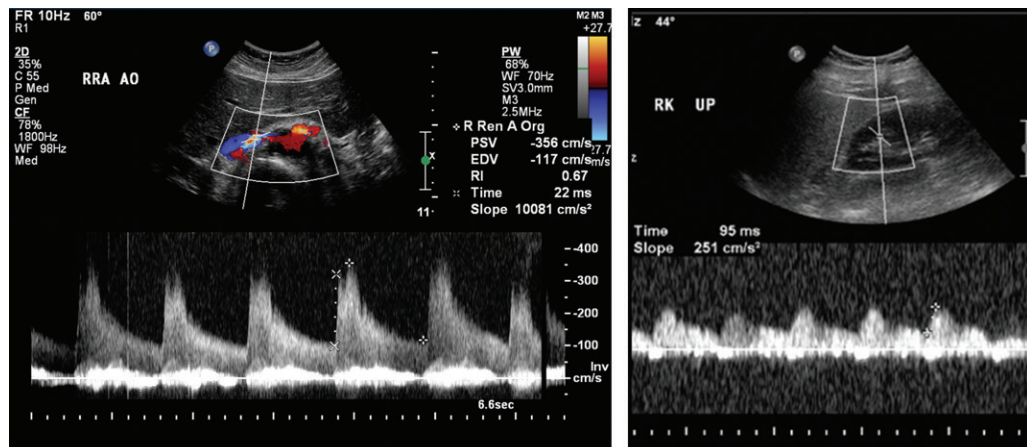 FR 10Hz 60°
R1
M2 M3
+27.7
2D
35%
C 55
P Med
Gen
CF
78%
1800Hz
WF 98Hz
Med
P
RRA AO
PW
68%
WF 70Hz
SV3.0mm
M3
2.5MHz
R Ren A Org
PSV -356 cm/s
EDV -117 cm/s
RI 0.67
Time 22 ms
Slope 10081 cm/s²
27.7
m/s
x
11
-400
-300
-200
-100
Inv
cm/s
6.6sec
z 44°
P
RK UP
z
Time 95 ms
Slope 251 cm/s²